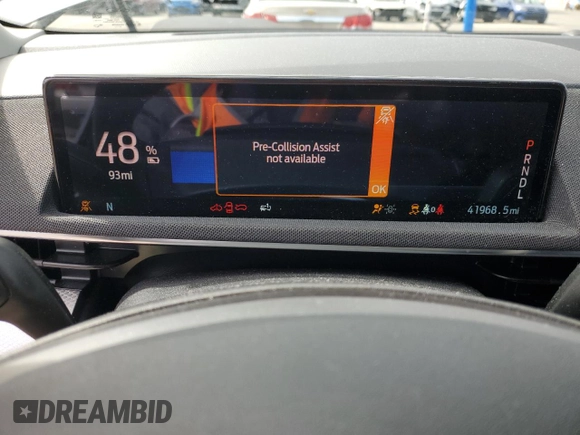 48 %
93mi
Pre-Collision Assist
not available
OK
P
R
N
D
L
N
41968.5mi
DREAMBID